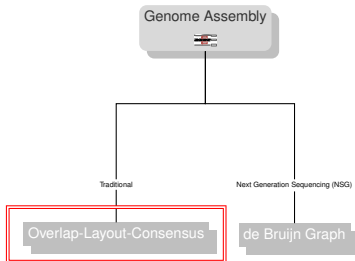 Genome Assembly
Traditional
Next Generation Sequencing (NSG)
Overlap-Layout-Consensus
de Bruijn Graph